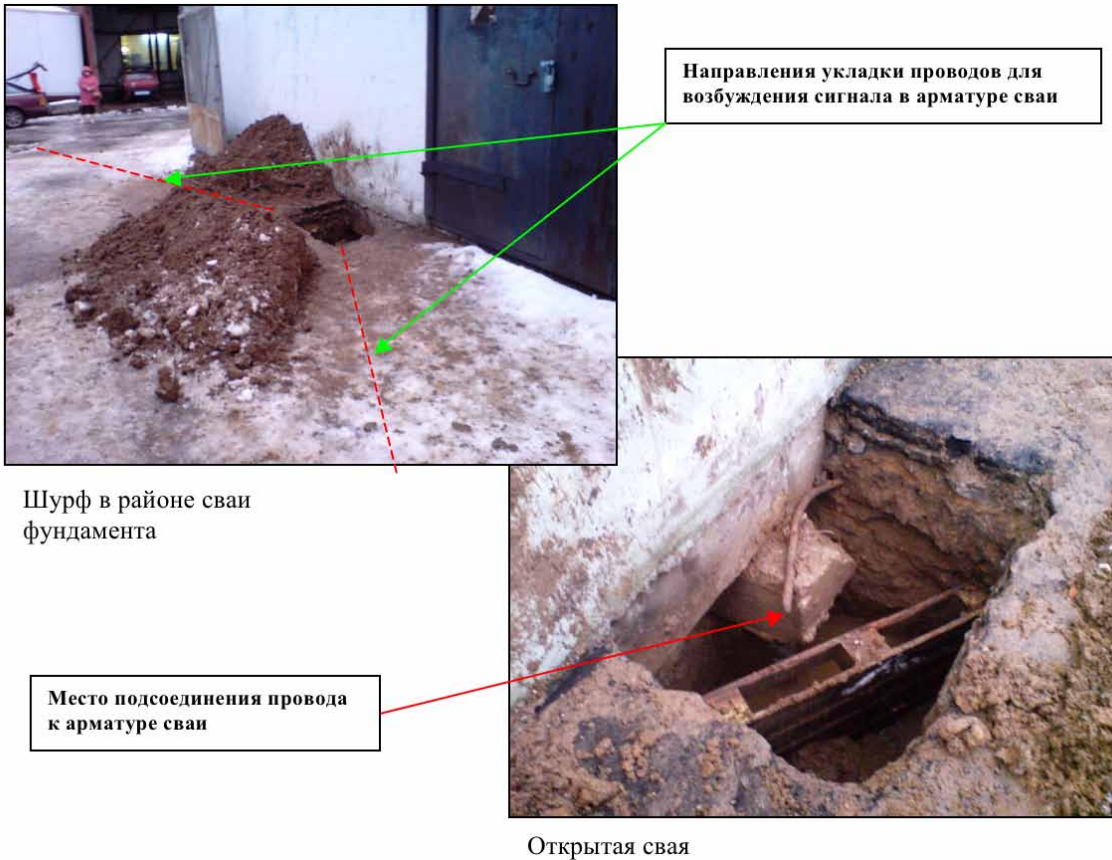 Направления укладки проводов для
возбуждения сигнала в арматуре сваи
Шурф в районе сваи
фундамента
Место подсоединения провода
к арматуре сваи
Открытая свая